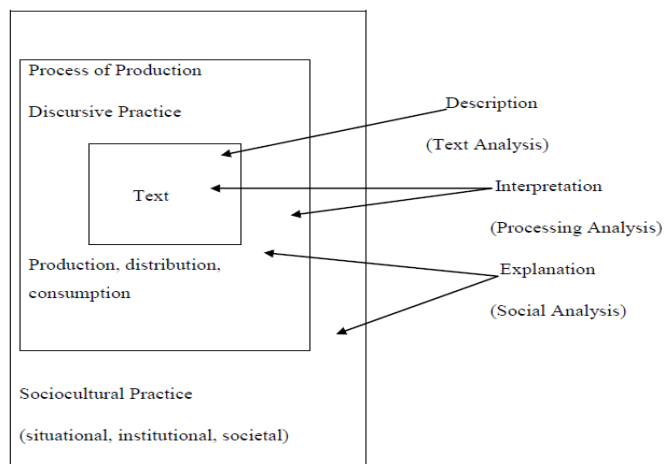 Process of Production
Discursive Practice
Text
Production, distribution,
consumption
Sociocultural Practice
(situational, institutional, societal)
Description
(Text Analysis)
Interpretation
(Processing Analysis)
Explanation
(Social Analysis)